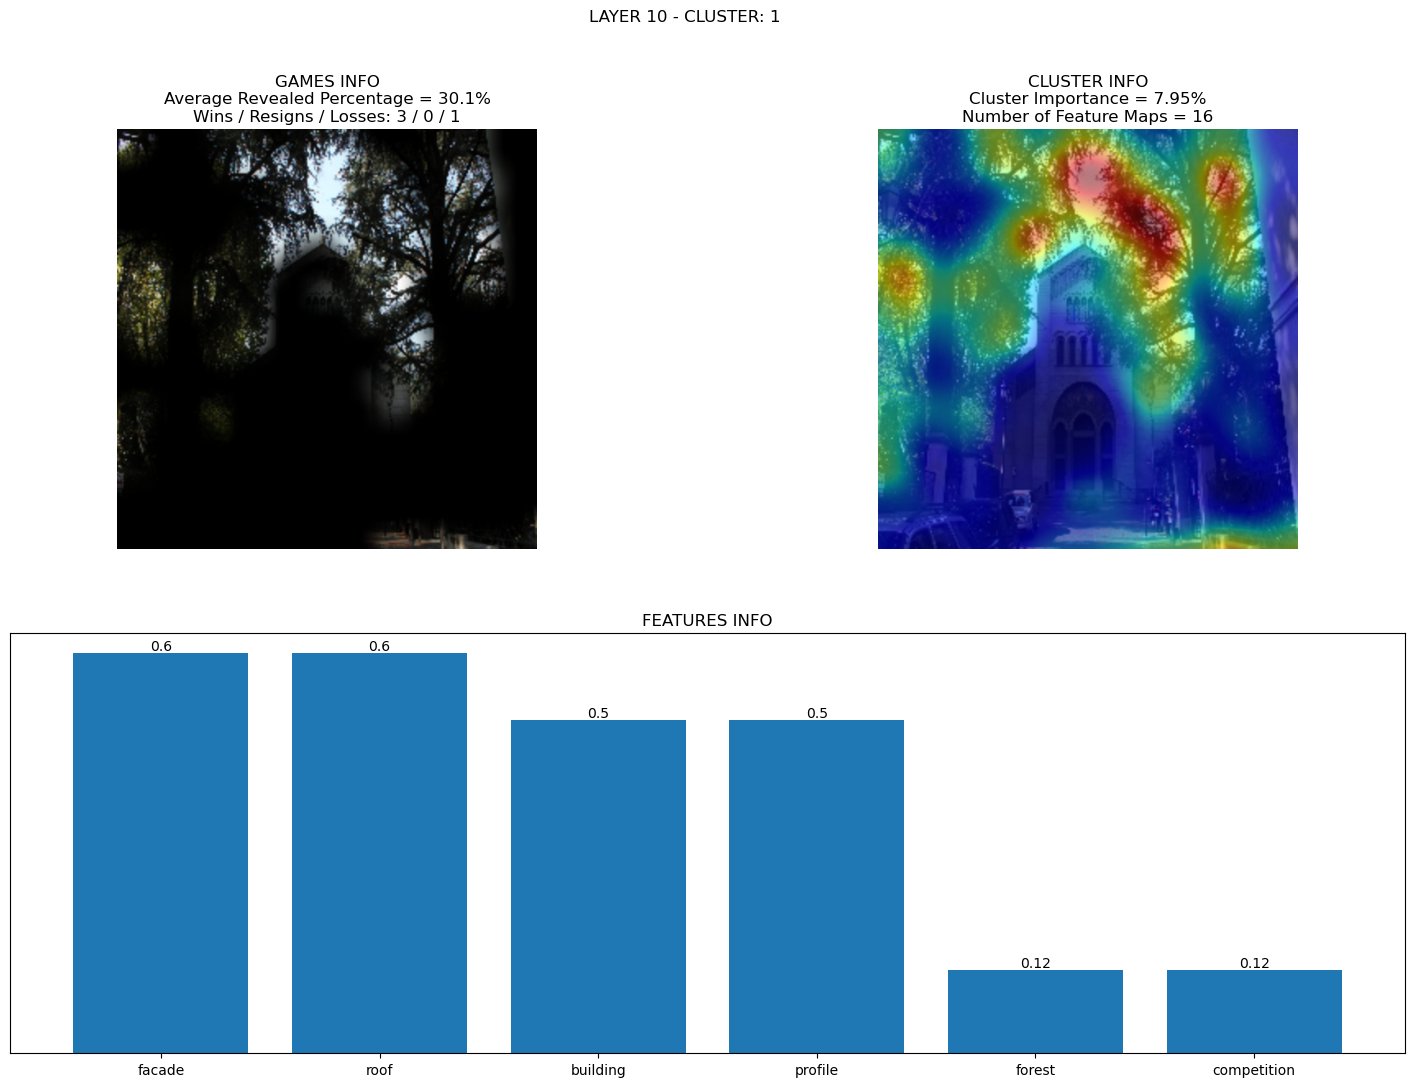 LAYER 10 - CLUSTER: 1
GAMES INFO
Average Revealed Percentage = 30.1%
Wins / Resigns / Losses: 3 / 0 / 1
CLUSTER INFO
Cluster Importance = 7.95%
Number of Feature Maps = 16
FEATURES INFO
0.6
0.6
0.5
0.5
0.12
0.12
facade
roof
building
profile
forest
competition